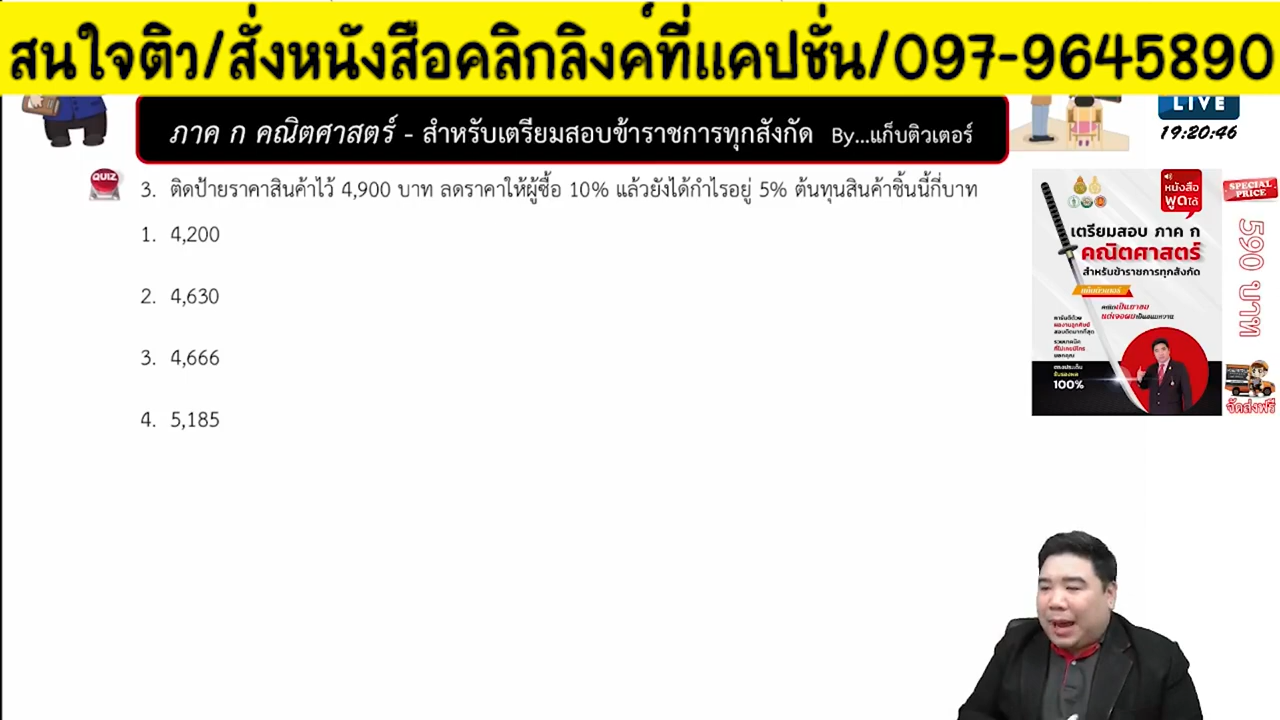 สนใจติว/สั่งหนังสือคลิกลิงค์ที่แคปชั่น/097-9645890
ภาค ก คณิตศาสตร์ - สำหรับเตรียมสอบข้าราชการทุกสังกัด By...แก็บติวเตอร์
LIVE
19:20:46
QUIZ
3. ติดป้ายราคาสินค้าไว้ 4,900 บาท ลดราคาให้ผู้ซื้อ 10% แล้วยังได้กำไรอยู่ 5% ต้นทุนสินค้าชิ้นนี้กี่บาท
1. 4,200
2. 4,630
3. 4,666
4. 5,185
หนังสือ
พูดได้
เตรียมสอบ ภาค ก
คณิตศาสตร์
สำหรับข้าราชการทุกสังกัด
แก็บติวเตอร์
100%
SPECIAL
PRICE
590 บาท
จัดส่งฟรี